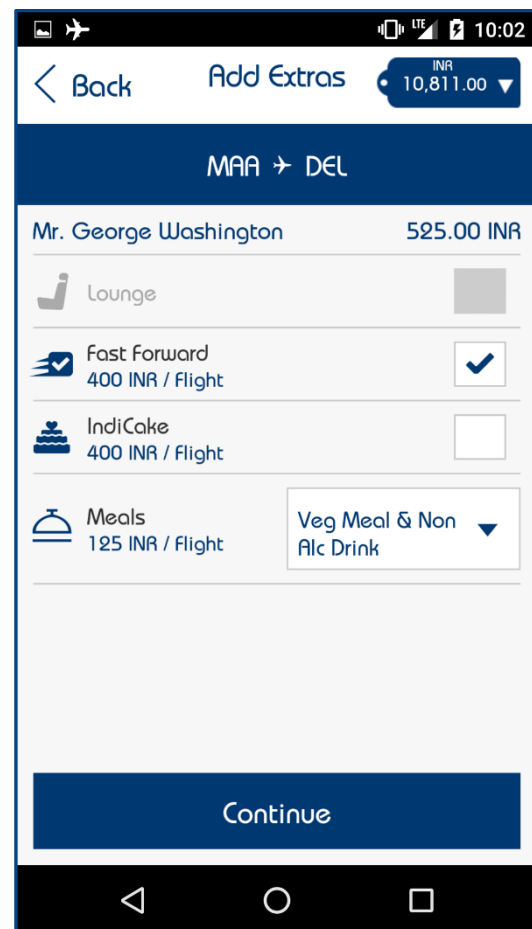 LTE 10:02
Back Add Extras INR
10,811.00
MAA DEL
Mr. George Washington 525.00 INR
Lounge
Fast Forward
400 INR / Flight
IndiCake
400 INR / Flight
Meals
125 INR / Flight
Veg Meal & Non
Alc Drink
Continue